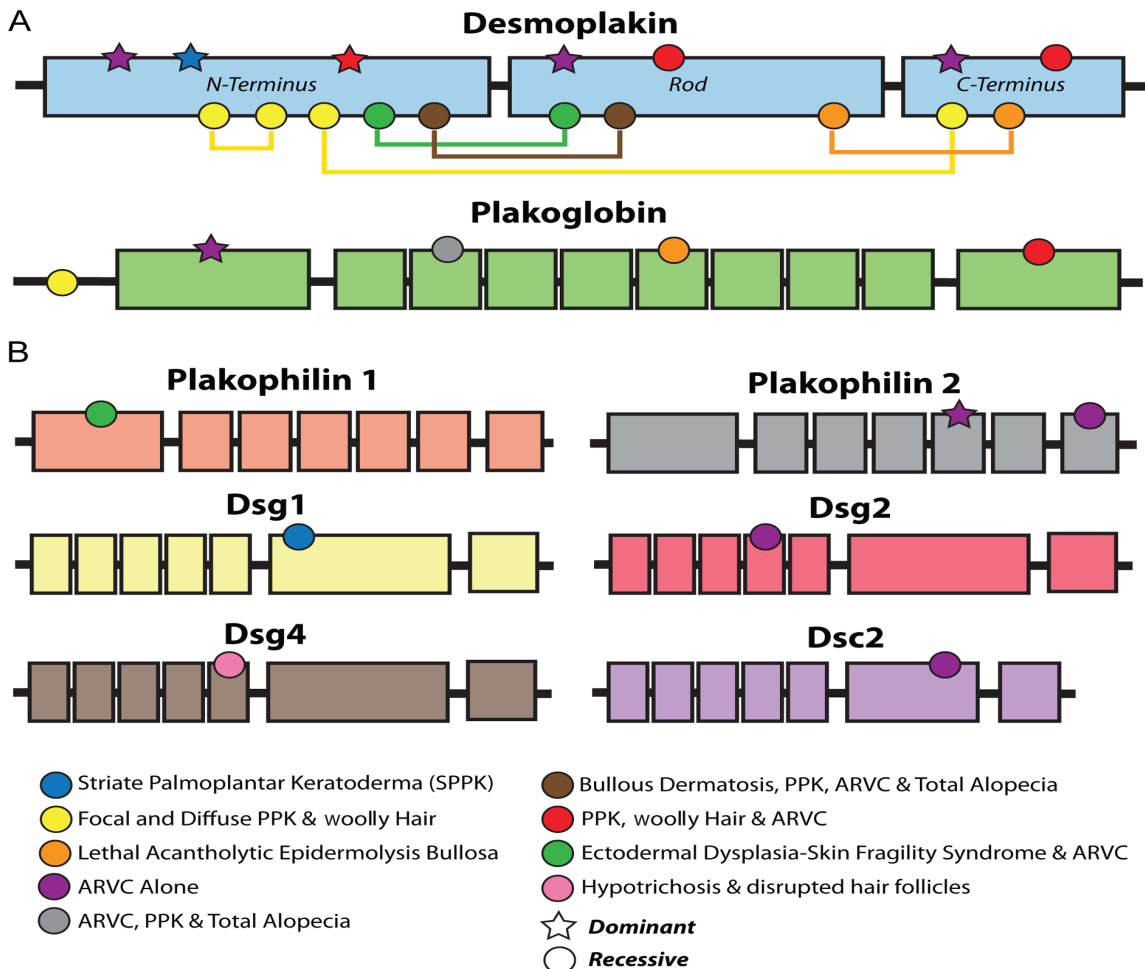 A
Desmoplakin
N-Terminus
Rod
C-Terminus
Plakoglobin
B
Plakophilin 1
Plakophilin 2
Dsg1
Dsg2
Dsg4
Dsc2
Striate Palmoplantar Keratoderma (SPPK)
Focal and Diffuse PPK & woolly Hair
Lethal Acantholytic Epidermolysis Bullosa
ARVC Alone
ARVC, PPK & Total Alopecia
Bullous Dermatosis, PPK, ARVC & Total Alopecia
PPK, woolly Hair & ARVC
Ectodermal Dysplasia-Skin Fragility Syndrome & ARVC
Hypotrichosis & disrupted hair follicles
Dominant
Recessive